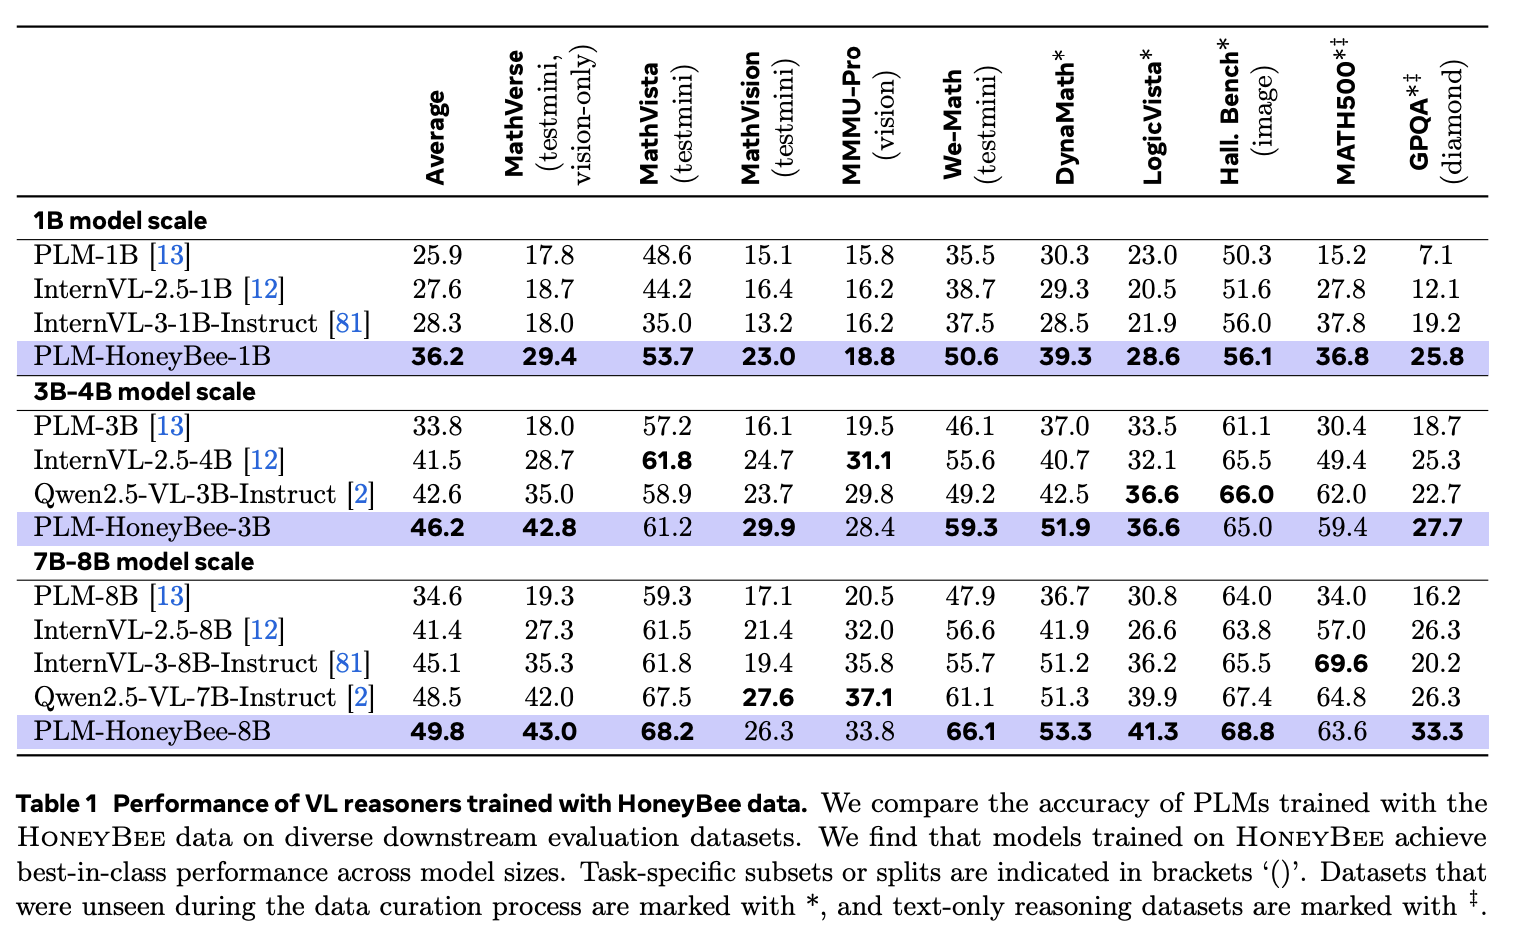 Average MathVerse (testmini, vision-only) MathVista (testmini) MathVision (testmini) MMMU-Pro (vision) We-Math (testmini) DynaMath* LogicVista* Hall. Bench* (image) MATH500*‡ GPQA*‡ (diamond)
1B model scale
PLM-1B [13] 25.9 17.8 48.6 15.1 15.8 35.5 30.3 23.0 50.3 15.2 7.1
InternVL-2.5-1B [12] 27.6 18.7 44.2 16.4 16.2 38.7 29.3 20.5 51.6 27.8 12.1
InternVL-3-1B-Instruct [81] 28.3 18.0 35.0 13.2 16.2 37.5 28.5 21.9 56.0 37.8 19.2
PLM-HoneyBee-1B 36.2 29.4 53.7 23.0 18.8 50.6 39.3 28.6 56.1 36.8 25.8
3B-4B model scale
PLM-3B [13] 33.8 18.0 57.2 16.1 19.5 46.1 37.0 33.5 61.1 30.4 18.7
InternVL-2.5-4B [12] 41.5 28.7 61.8 24.7 31.1 55.6 40.7 32.1 65.5 49.4 25.3
Qwen2.5-VL-3B-Instruct [2] 42.6 35.0 58.9 23.7 29.8 49.2 42.5 36.6 66.0 62.0 22.7
PLM-HoneyBee-3B 46.2 42.8 61.2 29.9 28.4 59.3 51.9 36.6 65.0 59.4 27.7
7B-8B model scale
PLM-8B [13] 34.6 19.3 59.3 17.1 20.5 47.9 36.7 30.8 64.0 34.0 16.2
InternVL-2.5-8B [12] 41.4 27.3 61.5 21.4 32.0 56.6 41.9 26.6 63.8 57.0 26.3
InternVL-3-8B-Instruct [81] 45.1 35.3 61.8 19.4 35.8 55.7 51.2 36.2 65.5 69.6 20.2
Qwen2.5-VL-7B-Instruct [2] 48.5 42.0 67.5 27.6 37.1 61.1 51.3 39.9 67.4 64.8 26.3
PLM-HoneyBee-8B 49.8 43.0 68.2 26.3 33.8 66.1 53.3 41.3 68.8 63.6 33.3
Table 1 Performance of VL reasoners trained with HoneyBee data. We compare the accuracy of PLMs trained with the
HONEYBEE data on diverse downstream evaluation datasets. We find that models trained on HONEYBEE achieve
best-in-class performance across model sizes. Task-specific subsets or splits are indicated in brackets ‘()’. Datasets that
were unseen during the data curation process are marked with *, and text-only reasoning datasets are marked with ‡.